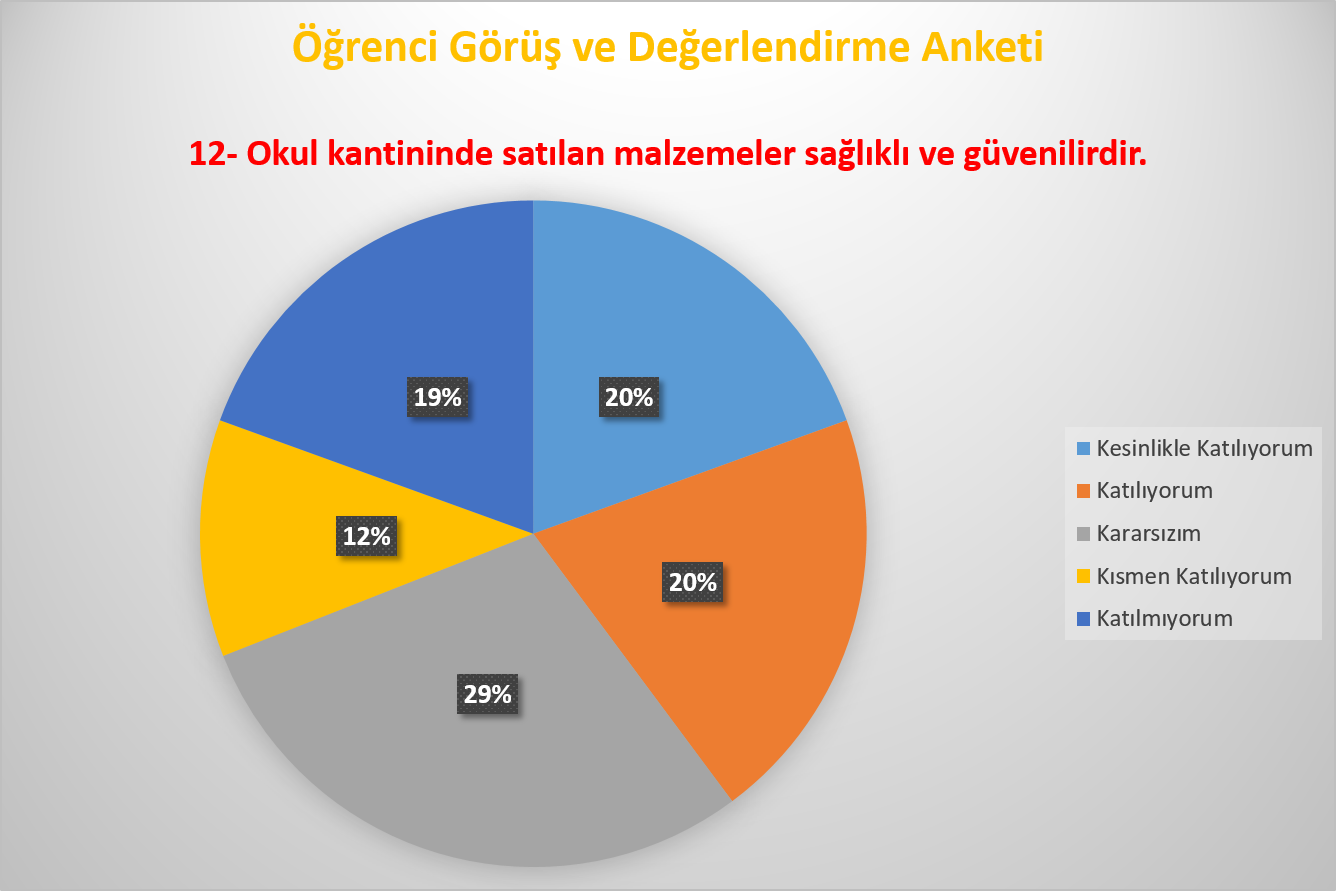 Öğrenci Görüş ve Değerlendirme Anketi
12- Okul kantininde satılan malzemeler sağlıklı ve güvenilirdir.
19%
20%
12%
20%
29%
Kesinlikle Katılıyorum
Katılıyorum
Kararsızım
Kısmen Katılıyorum
Katılmıyorum